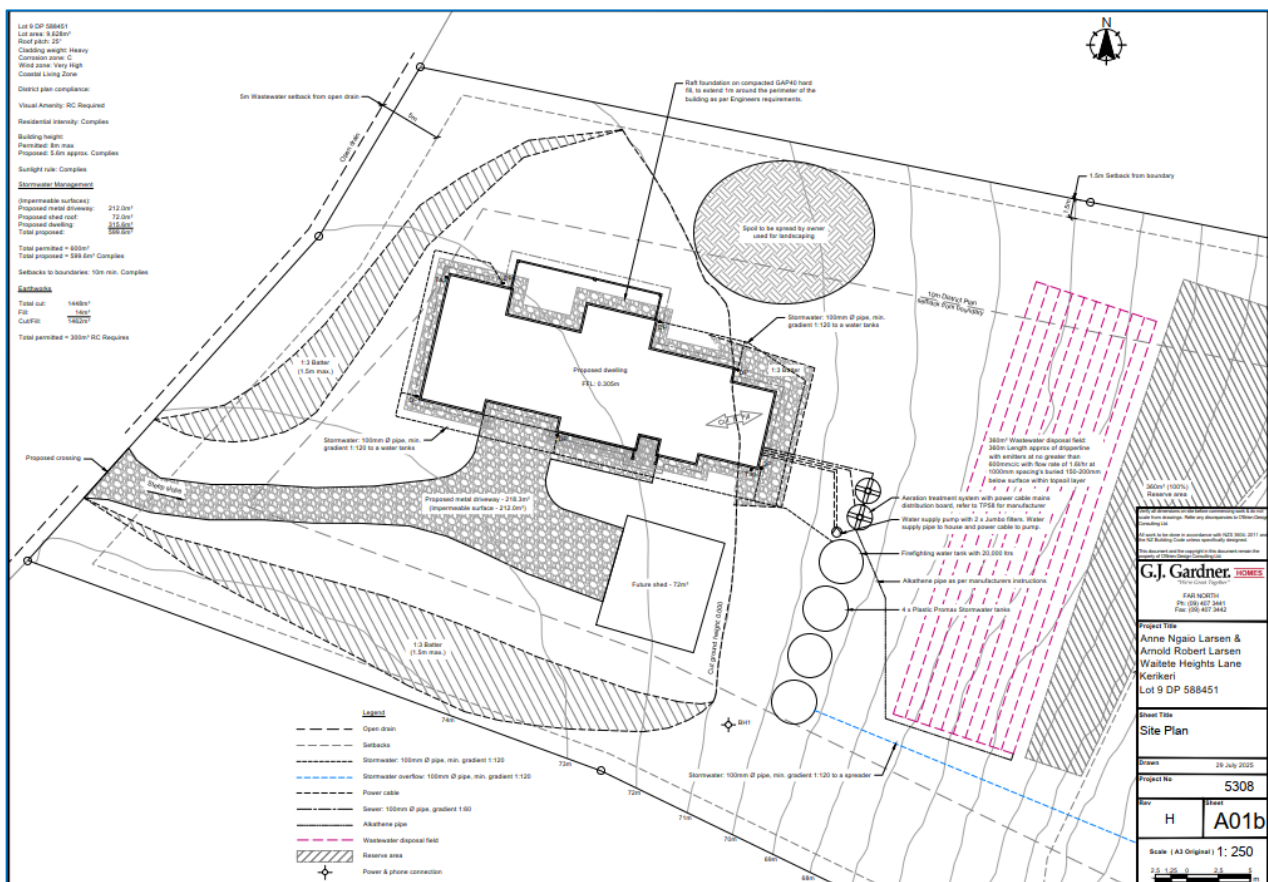 Lot 9 DP 588451
Lot area: 9,628m²
Roof pitch: 25°
Cladding weight: Heavy
Corrosion zone: C
Wind zone: Very High
Coastal Living Zone
District plan compliance:
Visual Amenity: RC Required
Residential intensity: Complies
Building height:
Permitted: 8m max
Proposed: 5.6m approx. Complies
Sunlight rule: Complies
Stormwater Management
(Impermeable surfaces):
Proposed metal driveway: 212.0m²
Proposed shed roof: 72.0m²
Proposed dwelling: 315.6m²
Total proposed: 599.6m²
Total permitted = 600m²
Total proposed = 599.6m² Complies
Setbacks to boundaries: 10m min. Complies
Earthworks
Total cut: 1448m³
Fill: 14m³
Cut/Fill: 1462m³
Total permitted = 300m³ RC Requires
5m Wastewater setback from open drain
5m
Open drain
Raft foundation on compacted GAP40 hard
fill, to extend 1m around the perimeter of the
building as per Engineers requirements.
N
1.5m Setback from boundary
1.5m
Spoil to be spread by owner
used for landscaping
10m District Plan
setback from boundary
Stormwater: 100mm Ø pipe, min.
gradient 1:120 to a water tanks
1:3 Batter
(1.5m max.)
Proposed dwelling
FFL: 0.305m
1:3 Batter
Stormwater: 100mm Ø pipe, min.
gradient 1:120 to a water tanks
Proposed crossing
Proposed metal driveway - 218.3m²
(Impermeable surface - 212.0m²)
Future shed - 72m²
1:3 Batter
(1.5m max.)
Cut ground height 0.000
360m² Wastewater disposal field
360m Length approx of dripperline
with emitters at no greater than
600mmc/c with flow rate of 1.6l/hr at
1000mm spacing's buried 150-200mm
below surface within topsoil layer
360m² (100%)
Reserve area
Aeration treatment system with power cable mains
distribution board, refer to TP58 for manufacturer
Water supply pump with 2 x Jumbo filters. Water
supply pipe to house and power cable to pump.
Firefighting water tank with 20,000 ltrs
Alkathene pipe as per manufacturers instructions
4 x Plastic Promax Stormwater tanks
BH1
Stormwater: 100mm Ø pipe, min. gradient 1:120 to a spreader
74m
73m
72m
71m
70m
69m
68m
Legend
Open drain
Setbacks
Stormwater: 100mm Ø pipe, min. gradient 1:120
Stormwater overflow: 100mm Ø pipe, min. gradient 1:120
Power cable
Sewer: 100mm Ø pipe, gradient 1:60
Alkathene pipe
Wastewater disposal field
Reserve area
Power & phone connection
G.J. Gardner. HOMES
FAR NORTH
Ph: (09) 407 3441
Fax: (09) 407 3442
Project Title
Anne Ngaio Larsen &
Arnold Robert Larsen
Waitete Heights Lane
Kerikeri
Lot 9 DP 588451
Sheet Title
Site Plan
Drawn 29 July 2025
Project No 5308
Rev Sheet
H A01b
Scale ( A3 Original ) 1: 250
2.5 1.25 0 2.5 5
m